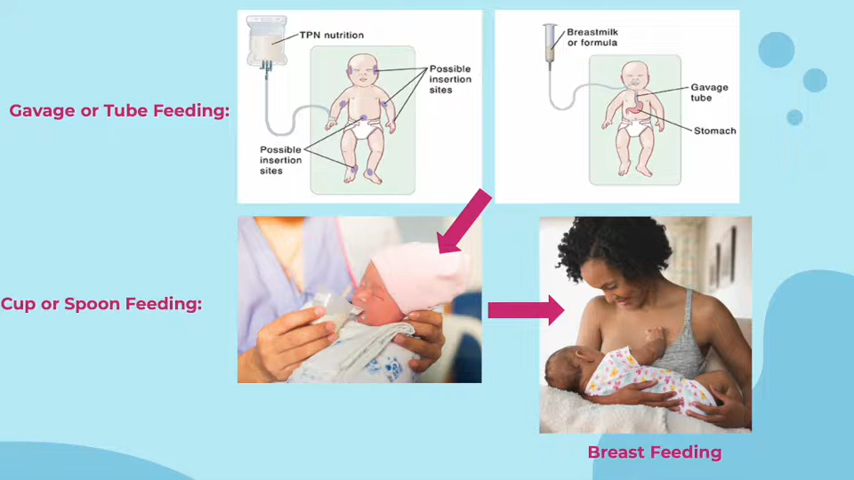 Gavage or Tube Feeding:
TPN nutrition
Possible
insertion
sites
Possible
insertion
sites
Breastmilk
or formula
Gavage
tube
Stomach
Cup or Spoon Feeding:
Breast Feeding